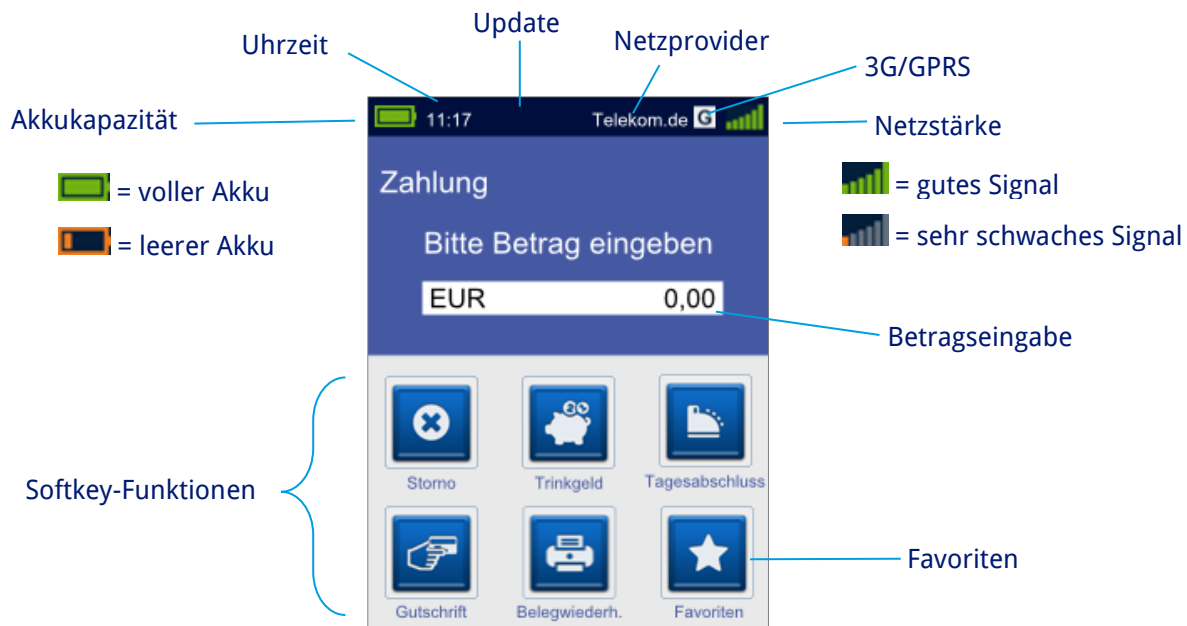 Update
Uhrzeit
Netzprovider
3G/GPRS
Akkukapazität
11:17
Telekom.de G
Netzstärke
= voller Akku
= leerer Akku
Zahlung
Bitte Betrag eingeben
EUR 0,00
= gutes Signal
= sehr schwaches Signal
Betragseingabe
Softkey-Funktionen
Storno
Trinkgeld
Tagesabschluss
Gutschrift
Belegwiederh.
Favoriten
Favoriten